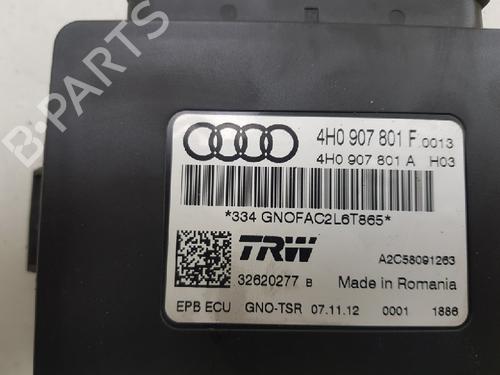 B-PARTS
4H0 907 801 F 0013
4H0 907 801 A H03
*334 GNOFAC2L6T865*
TRW
A2C58091263
32620277 B
Made in Romania
EPB ECU GNO-TSR 07.11.12 0001 1886